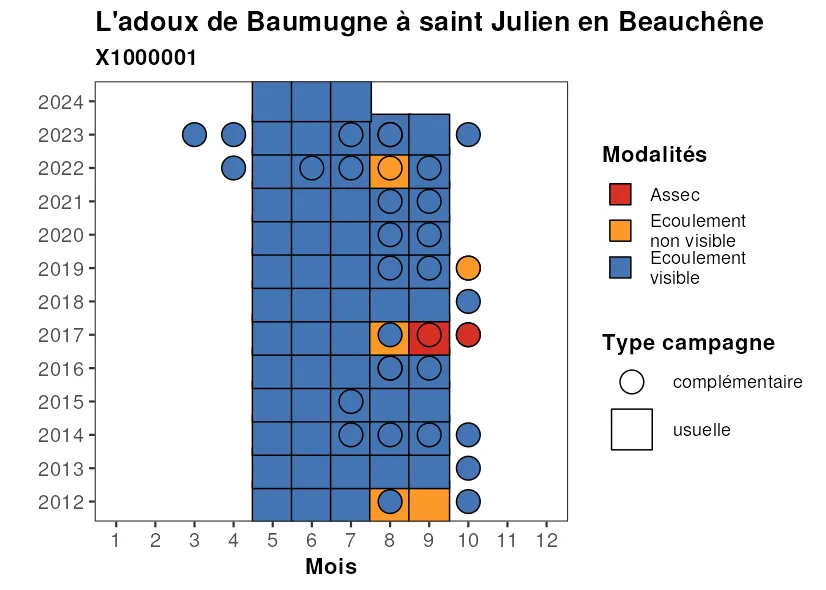 L'adoux de Baumugne à saint Julien en Beauchêne
X1000001
2024
2023
2022
2021
2020
2019
2018
2017
2016
2015
2014
2013
2012
1 2 3 4 5 6 7 8 9 10 11 12
Mois
Modalités
Assec
Ecoulement
non visible
Ecoulement
visible
Type campagne
complémentaire
usuelle